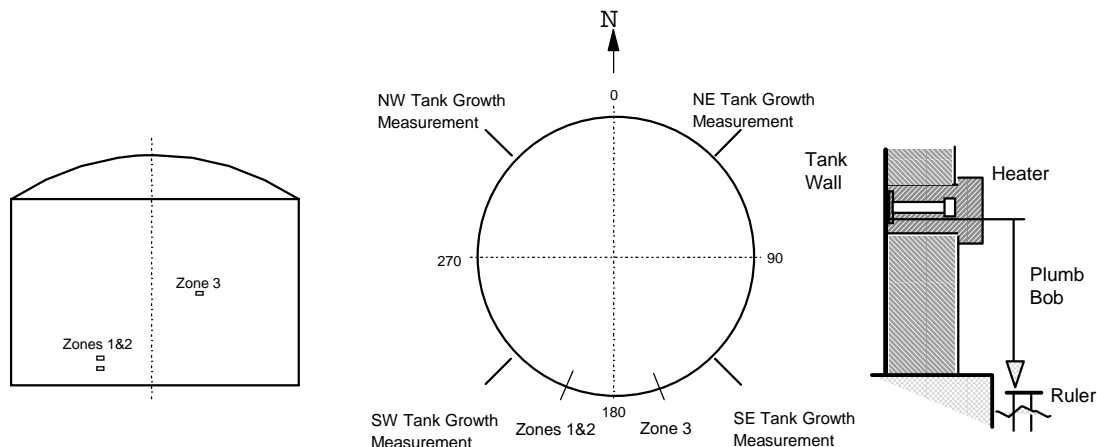 N
0
NW Tank Growth
Measurement
NE Tank Growth
Measurement
Zone 3
Zones 1&2
270
90
SW Tank Growth
Measurement
Zones 1&2
180
Zone 3
SE Tank Growth
Measurement
Tank
Wall
Heater
Plumb
Bob
Ruler